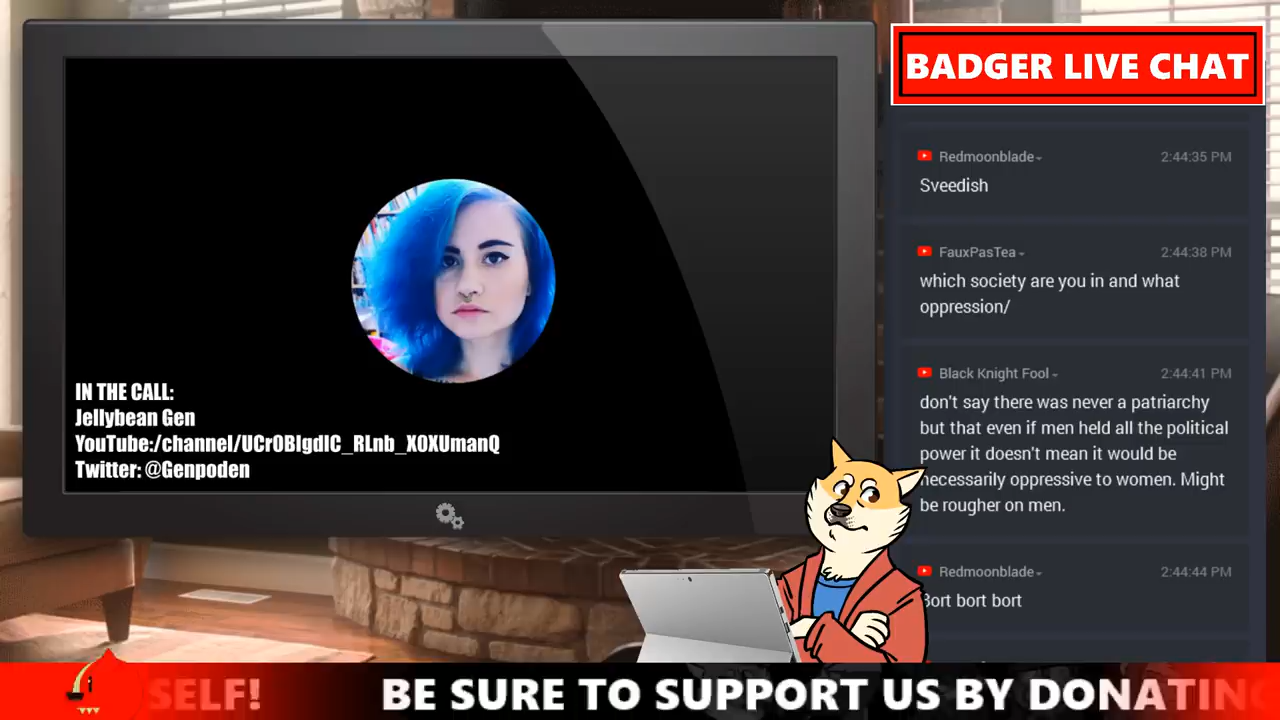 BADGER LIVE CHAT
Redmoonblade
2:44:35 PM
Sveedish
FauxPasTea
2:44:38 PM
which society are you in and what
oppression/
Black Knight Fool
2:44:41 PM
don't say there was never a patriarchy
but that even if men held all the political
power it doesn't mean it would be
necessarily oppressive to women. Might
be rougher on men.
Redmoonblade
2:44:44 PM
Bort bort bort
IN THE CALL:
Jellybean Gen
YouTube:/channel/UCrOBIgdIC_RLnb_XOXUmanQ
Twitter: @Genpoden
SELF! BE SURE TO SUPPORT US BY DONATING